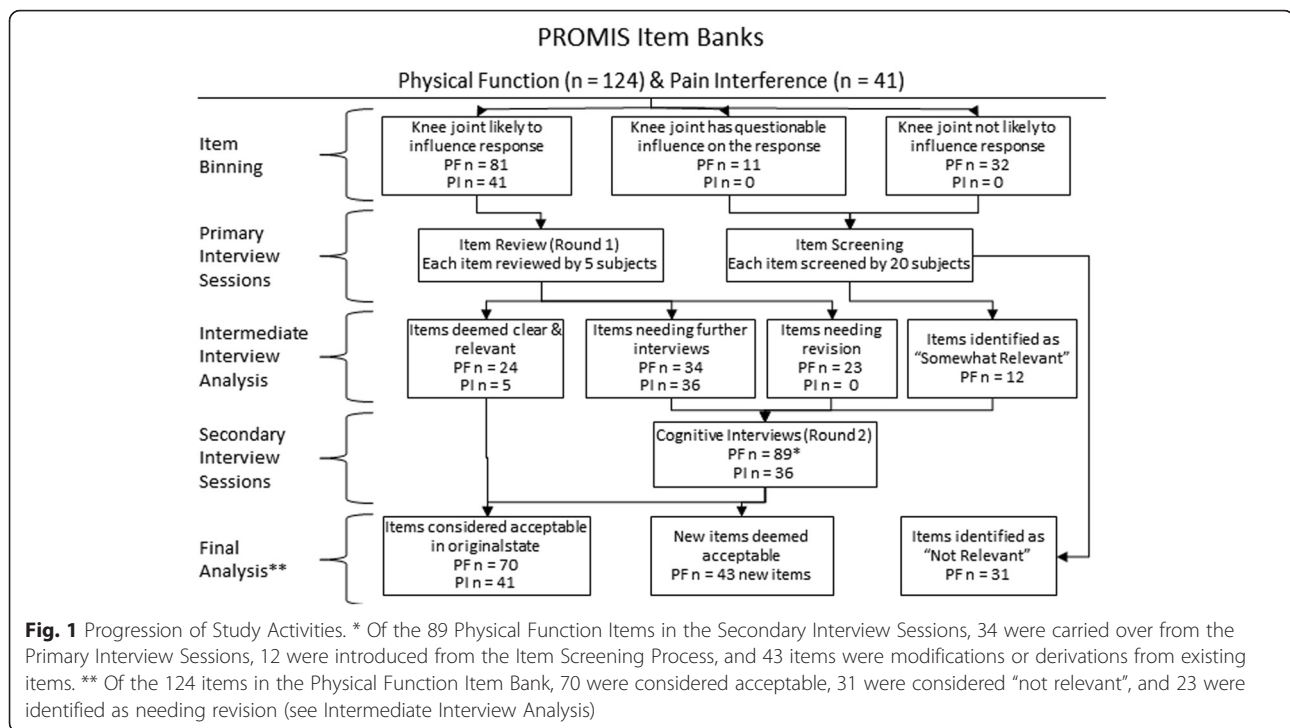 PROMIS Item Banks
Physical Function (n = 124) & Pain Interference (n = 41)
Item
Binning
Knee joint likely to
influence response
PF n = 81
PI n = 41
Knee joint has questionable
influence on the response
PF n = 11
PI n = 0
Knee joint not likely to
influence response
PF n = 32
PI n = 0
Primary
Interview
Sessions
Item Review (Round 1)
Each item reviewed by 5 subjects
Item Screening
Each item screened by 20 subjects
Intermediate
Interview
Analysis
Items deemed clear &
relevant
PF n = 24
PI n = 5
Items needing further
interviews
PF n = 34
PI n = 36
Items needing
revision
PF n = 23
PI n = 0
Items identified as
"Somewhat Relevant"
PF n = 12
Secondary
Interview
Sessions
Cognitive Interviews (Round 2)
PF n = 89*
PI n = 36
Final
Analysis**
Items considered acceptable
in original state
PF n = 70
PI n = 41
New items deemed
acceptable
PF n = 43 new items
Items identified as
"Not Relevant"
PF n = 31
Fig. 1 Progression of Study Activities. * Of the 89 Physical Function Items in the Secondary Interview Sessions, 34 were carried over from the
Primary Interview Sessions, 12 were introduced from the Item Screening Process, and 43 items were modifications or derivations from existing
items. ** Of the 124 items in the Physical Function Item Bank, 70 were considered acceptable, 31 were considered "not relevant", and 23 were
identified as needing revision (see Intermediate Interview Analysis)